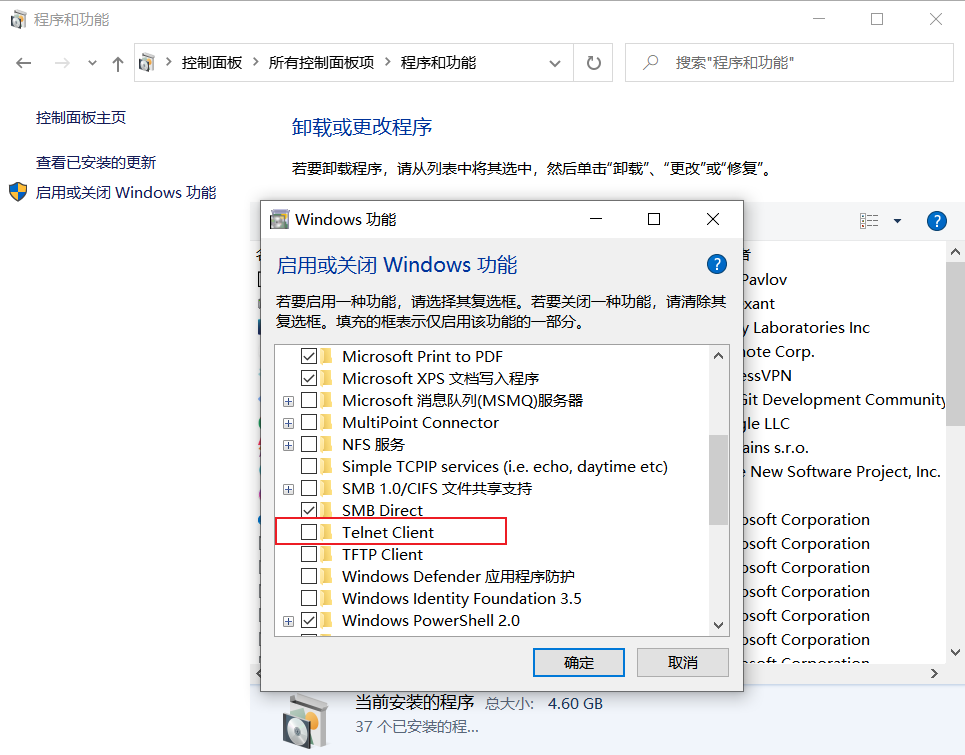 程序和功能
控制面板 所有控制面板项 程序和功能
搜索"程序和功能"
控制面板主页
查看已安装的更新
启用或关闭 Windows 功能
卸载或更改程序
若要卸载程序，请从列表中将其选中，然后单击“卸载”、“更改”或“修复”。
Windows 功能
启用或关闭 Windows 功能
若要启用一种功能，请选择其复选框。若要关闭一种功能，请清除其
复选框。填充的框表示仅启用该功能的一部分。
Microsoft Print to PDF
Microsoft XPS 文档写入程序
Microsoft 消息队列(MSMQ)服务器
MultiPoint Connector
NFS 服务
Simple TCPIP services (i.e. echo, daytime etc)
SMB 1.0/CIFS 文件共享支持
SMB Direct
Telnet Client
TFTP Client
Windows Defender 应用程序防护
Windows Identity Foundation 3.5
Windows PowerShell 2.0
确定 取消
者
Pavlov
xant
y Laboratories Inc
note Corp.
essVPN
Git Development Community
gle LLC
ains s.r.o.
e New Software Project, Inc.
osoft Corporation
osoft Corporation
osoft Corporation
osoft Corporation
osoft Corporation
osoft Corporation
osoft Corporation
当前安装的程序 总大小: 4.60 GB
37 个已安装的程...